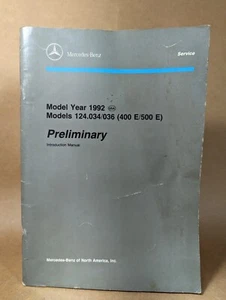 Mercedes-Benz
Service
Model Year 1992 USA
Models 124.034/036 (400 E/500 E)
Preliminary
Introduction Manual
Mercedes-Benz of North America, Inc.